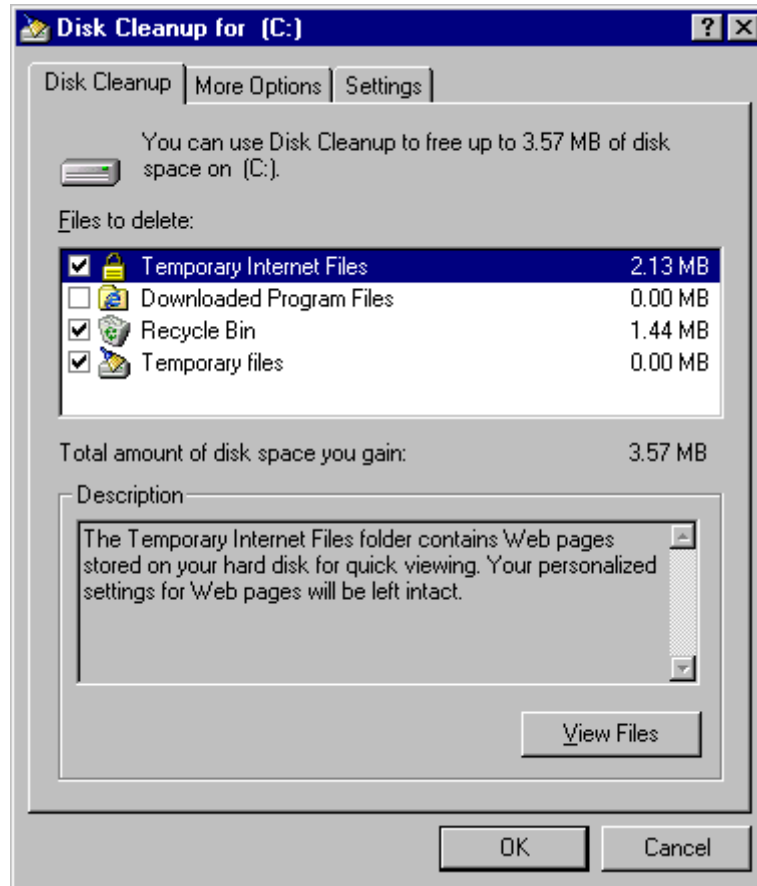 Disk Cleanup for (C:)
Disk Cleanup
More Options
Settings
You can use Disk Cleanup to free up to 3.57 MB of disk
space on (C:).
Files to delete:
Temporary Internet Files 2.13 MB
Downloaded Program Files 0.00 MB
Recycle Bin 1.44 MB
Temporary files 0.00 MB
Total amount of disk space you gain: 3.57 MB
Description
The Temporary Internet Files folder contains Web pages
stored on your hard disk for quick viewing. Your personalized
settings for Web pages will be left intact.
View Files
OK
Cancel